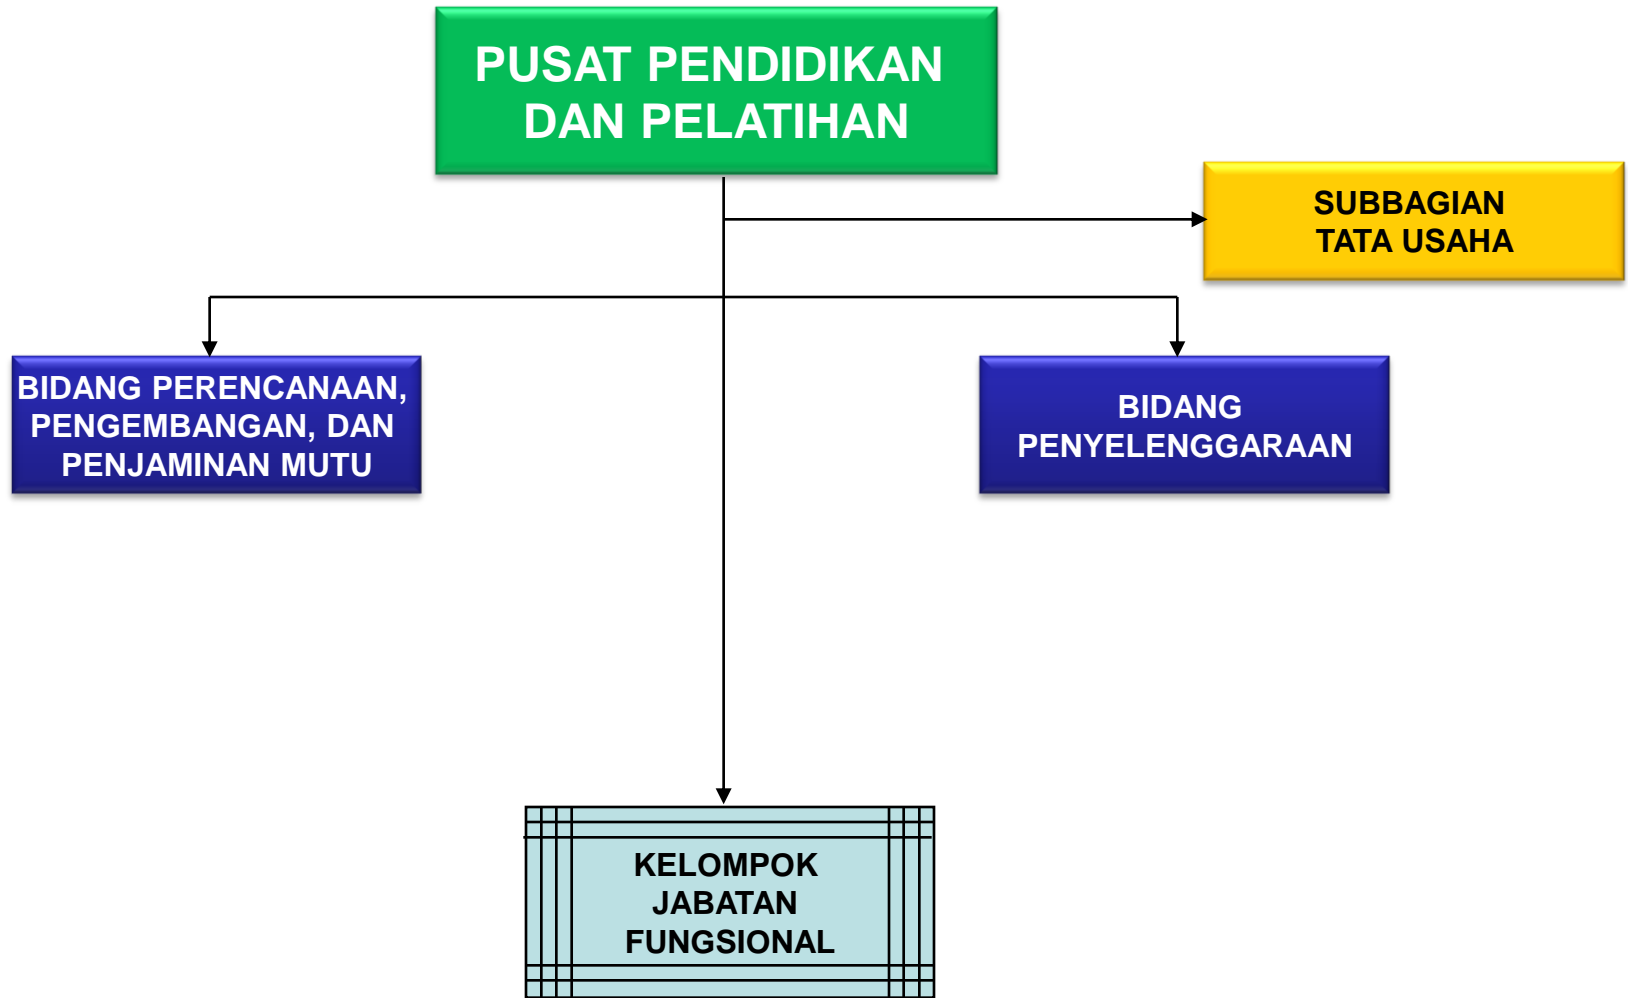 PUSAT PENDIDIKAN
DAN PELATIHAN
SUBBAGIAN
TATA USAHA
BIDANG PERENCANAAN,
PENGEMBANGAN, DAN
PENJAMINAN MUTU
BIDANG
PENYELENGGARAAN
KELOMPOK
JABATAN
FUNGSIONAL